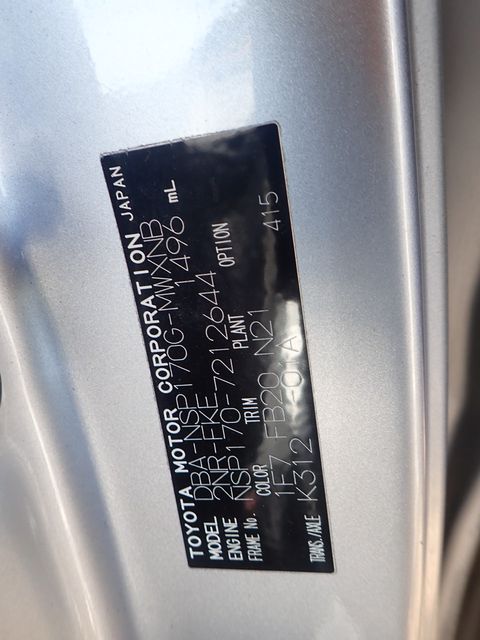 TOYOTA MOTOR CORPORATION JAPAN
MODEL DBA-NSP170G-MWXNB
ENGINE 2NR-FKE 1496 mL
FRAME No. NSP170-7212644
COLOR TRIM PLANT OPTION
1F7 FB20 N21 415
TRANS./AXLE K312 -01A